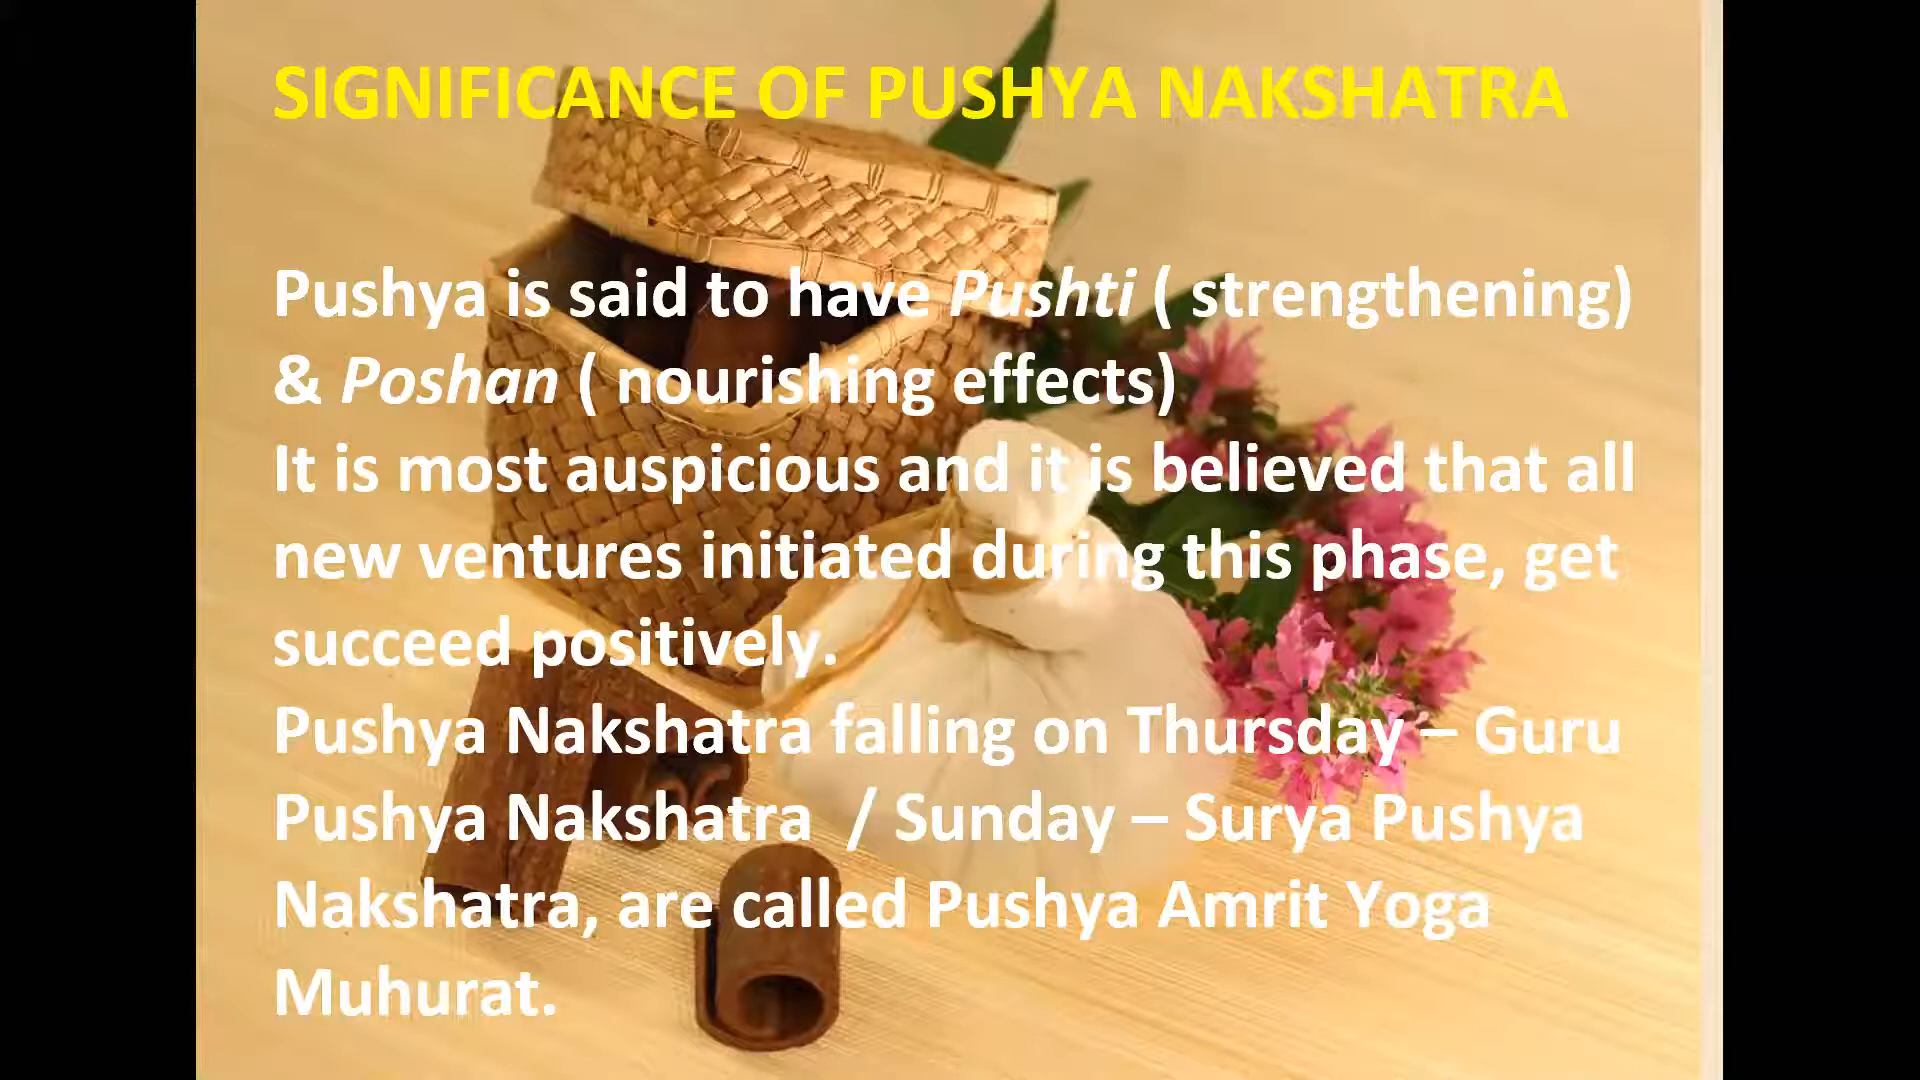 SIGNIFICANCE OF PUSHYA NAKSHATRA
Pushya is said to have Pushti ( strengthening)
& Poshan ( nourishing effects)
It is most auspicious and it is believed that all
new ventures initiated during this phase, get
succeed positively.
Pushya Nakshatra falling on Thursday – Guru
Pushya Nakshatra / Sunday – Surya Pushya
Nakshatra, are called Pushya Amrit Yoga
Muhurat.